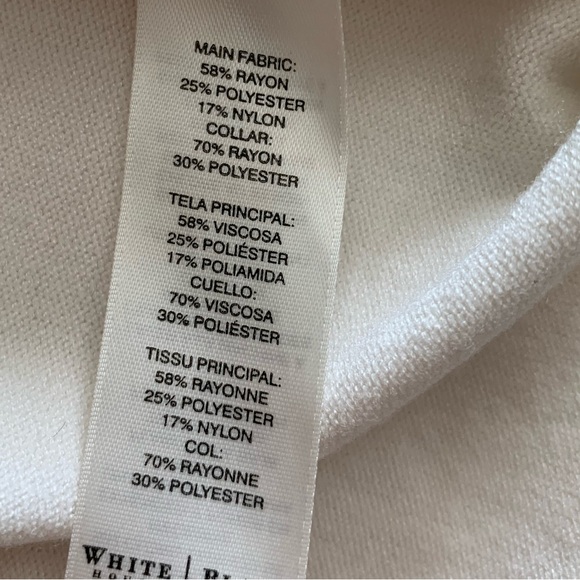 MAIN FABRIC:
58% RAYON
25% POLYESTER
17% NYLON
COLLAR:
70% RAYON
30% POLYESTER
TELA PRINCIPAL:
58% VISCOSA
25% POLIÉSTER
17% POLIAMIDA
CUELLO:
70% VISCOSA
30% POLIÉSTER
TISSU PRINCIPAL:
58% RAYONNE
25% POLYESTER
17% NYLON
COL:
70% RAYONNE
30% POLYESTER
WHITE |